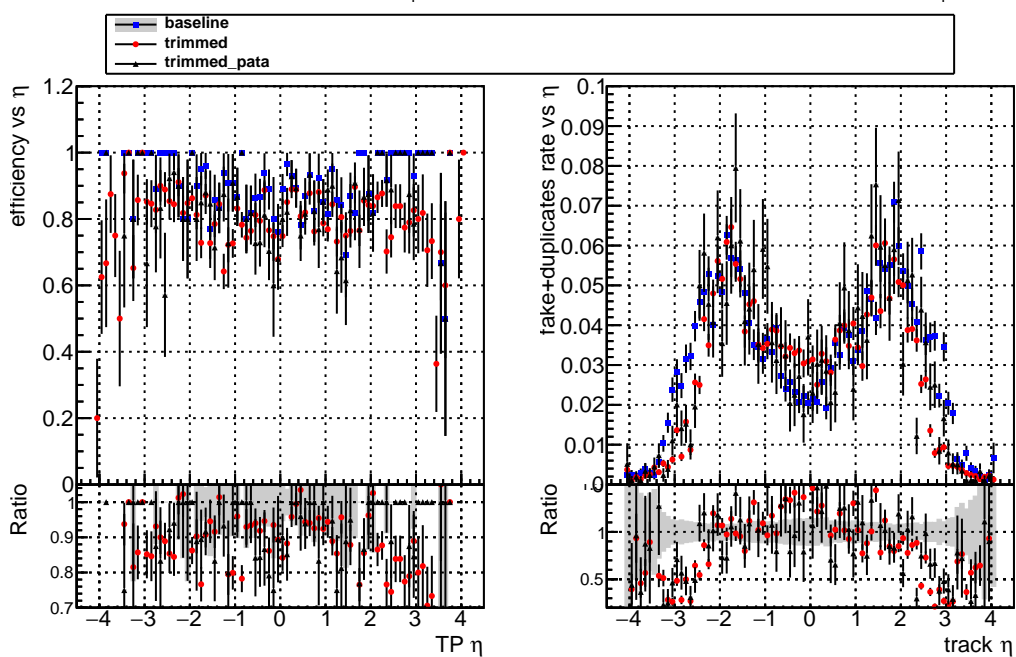 baseline
trimmed
trimmed_pata
efficiency vs η
1.2
1
0.8
0.6
0.4
0.2
0
Ratio
1
0.9
0.8
0.7
−4 −3 −2 −1 0 1 2 3 4
TP η
fake+duplicates rate vs η
0.1
0.09
0.08
0.07
0.06
0.05
0.04
0.03
0.02
0.01
0
Ratio
1
0.5
−4 −3 −2 −1 0 1 2 3 4
track η